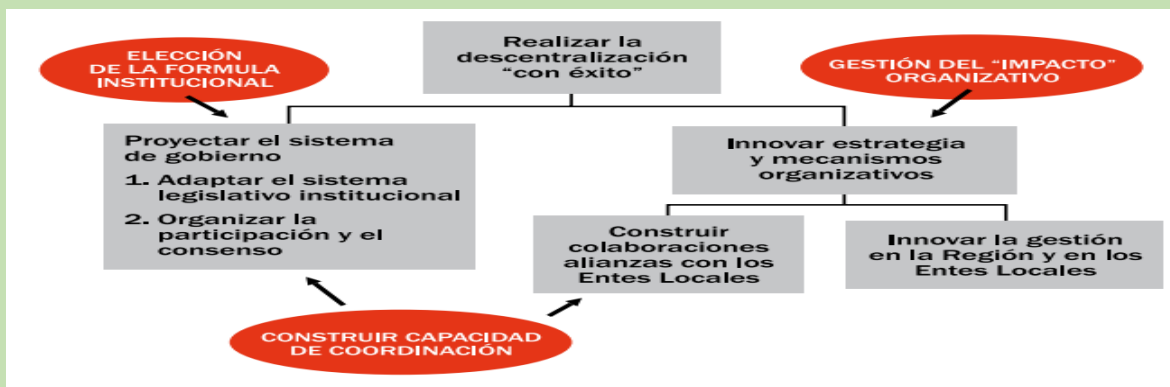 ELECCIÓN
DE LA FORMULA
INSTITUCIONAL
Realizar la
descentralización
“con éxito”
GESTIÓN DEL “IMPACTO”
ORGANIZATIVO
Proyectar el sistema
de gobierno
1. Adaptar el sistema
legislativo institucional
2. Organizar la
participación y el
consenso
Innovar estrategia
y mecanismos
organizativos
Construir
colaboraciones
alianzas con los
Entes Locales
Innovar la gestión
en la Región y en los
Entes Locales
CONSTRUIR CAPACIDAD
DE COORDINACIÓN